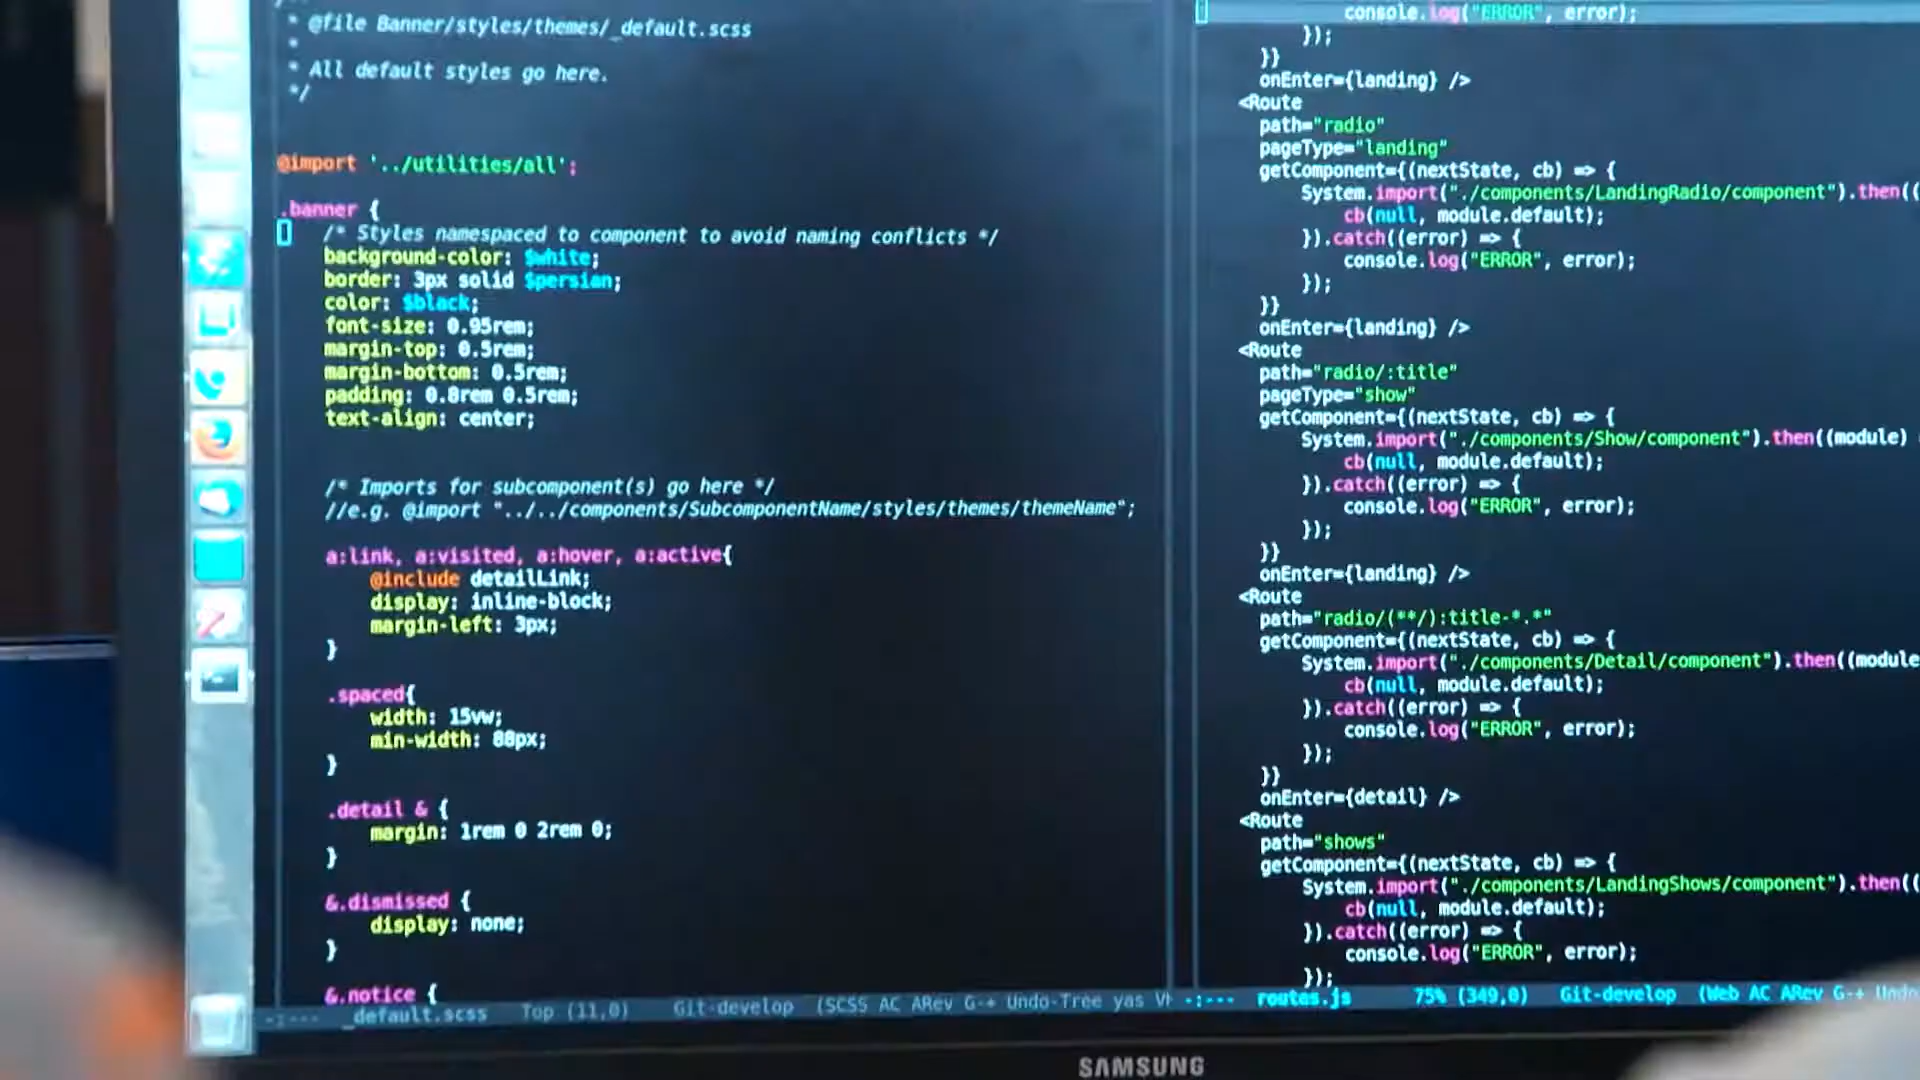 * @file Banner/styles/themes/_default.scss
*
* All default styles go here.
*/
@import '../utilities/all';
.banner {
/* Styles namespaced to component to avoid naming conflicts */
background-color: $white;
border: 3px solid $persian;
color: $black;
font-size: 0.95rem;
margin-top: 0.5rem;
margin-bottom: 0.5rem;
padding: 0.8rem 0.5rem;
text-align: center;
/* Imports for subcomponent(s) go here */
//e.g. @import "../../components/SubcomponentName/styles/themes/themeName";
a:link, a:visited, a:hover, a:active{
@include detailLink;
display: inline-block;
margin-left: 3px;
}
.spaced{
width: 15vw;
min-width: 88px;
}
.detail & {
margin: 1rem 0 2rem 0;
}
&.dismissed {
display: none;
}
&.notice {
-:--- _default.scss Top (11,0) Git-develop (SCSS AC ARev G-+ Undo-Tree yas
console.log("ERROR", error);
});
}}
onEnter={landing} />
<Route
path="radio"
pageType="landing"
getComponent={(nextState, cb) => {
System.import("./components/LandingRadio/component").then((
cb(null, module.default);
}).catch((error) => {
console.log("ERROR", error);
});
}}
onEnter={landing} />
<Route
path="radio/:title"
pageType="show"
getComponent={(nextState, cb) => {
System.import("./components/Show/component").then((module)
cb(null, module.default);
}).catch((error) => {
console.log("ERROR", error);
});
}}
onEnter={landing} />
<Route
path="radio/(**/):title-*.*"
getComponent={(nextState, cb) => {
System.import("./components/Detail/component").then((module
cb(null, module.default);
}).catch((error) => {
console.log("ERROR", error);
});
}}
onEnter={detail} />
<Route
path="shows"
getComponent={(nextState, cb) => {
System.import("./components/LandingShows/component").then((
cb(null, module.default);
}).catch((error) => {
console.log("ERROR", error);
});
-:--- routes.js 75% (349,0) Git-develop (Web AC ARev G-+ Undo
SAMSUNG